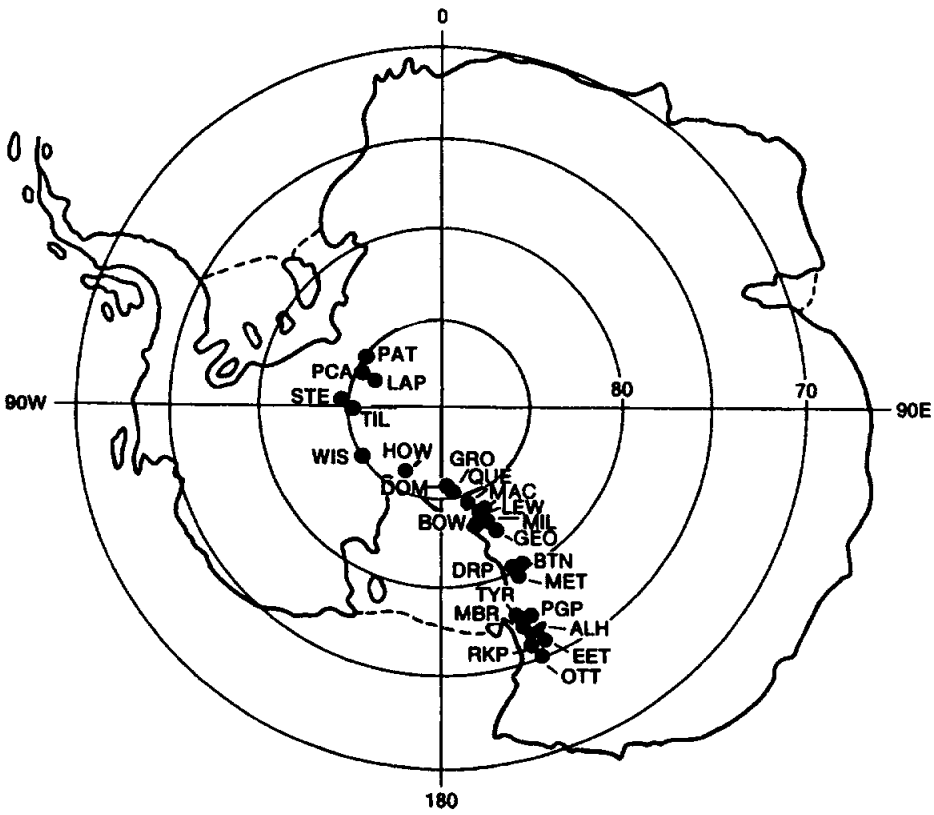 0
PAT
PCA
LAP
STE
80
70
90W
90E
TIL
WIS
HOW
GRO
QUE
DOM
MAC
LEW
BOW
MIL
GEO
BTN
DRP
MET
TYR
MBR
PGP
ALH
RKP
EET
OTT
180